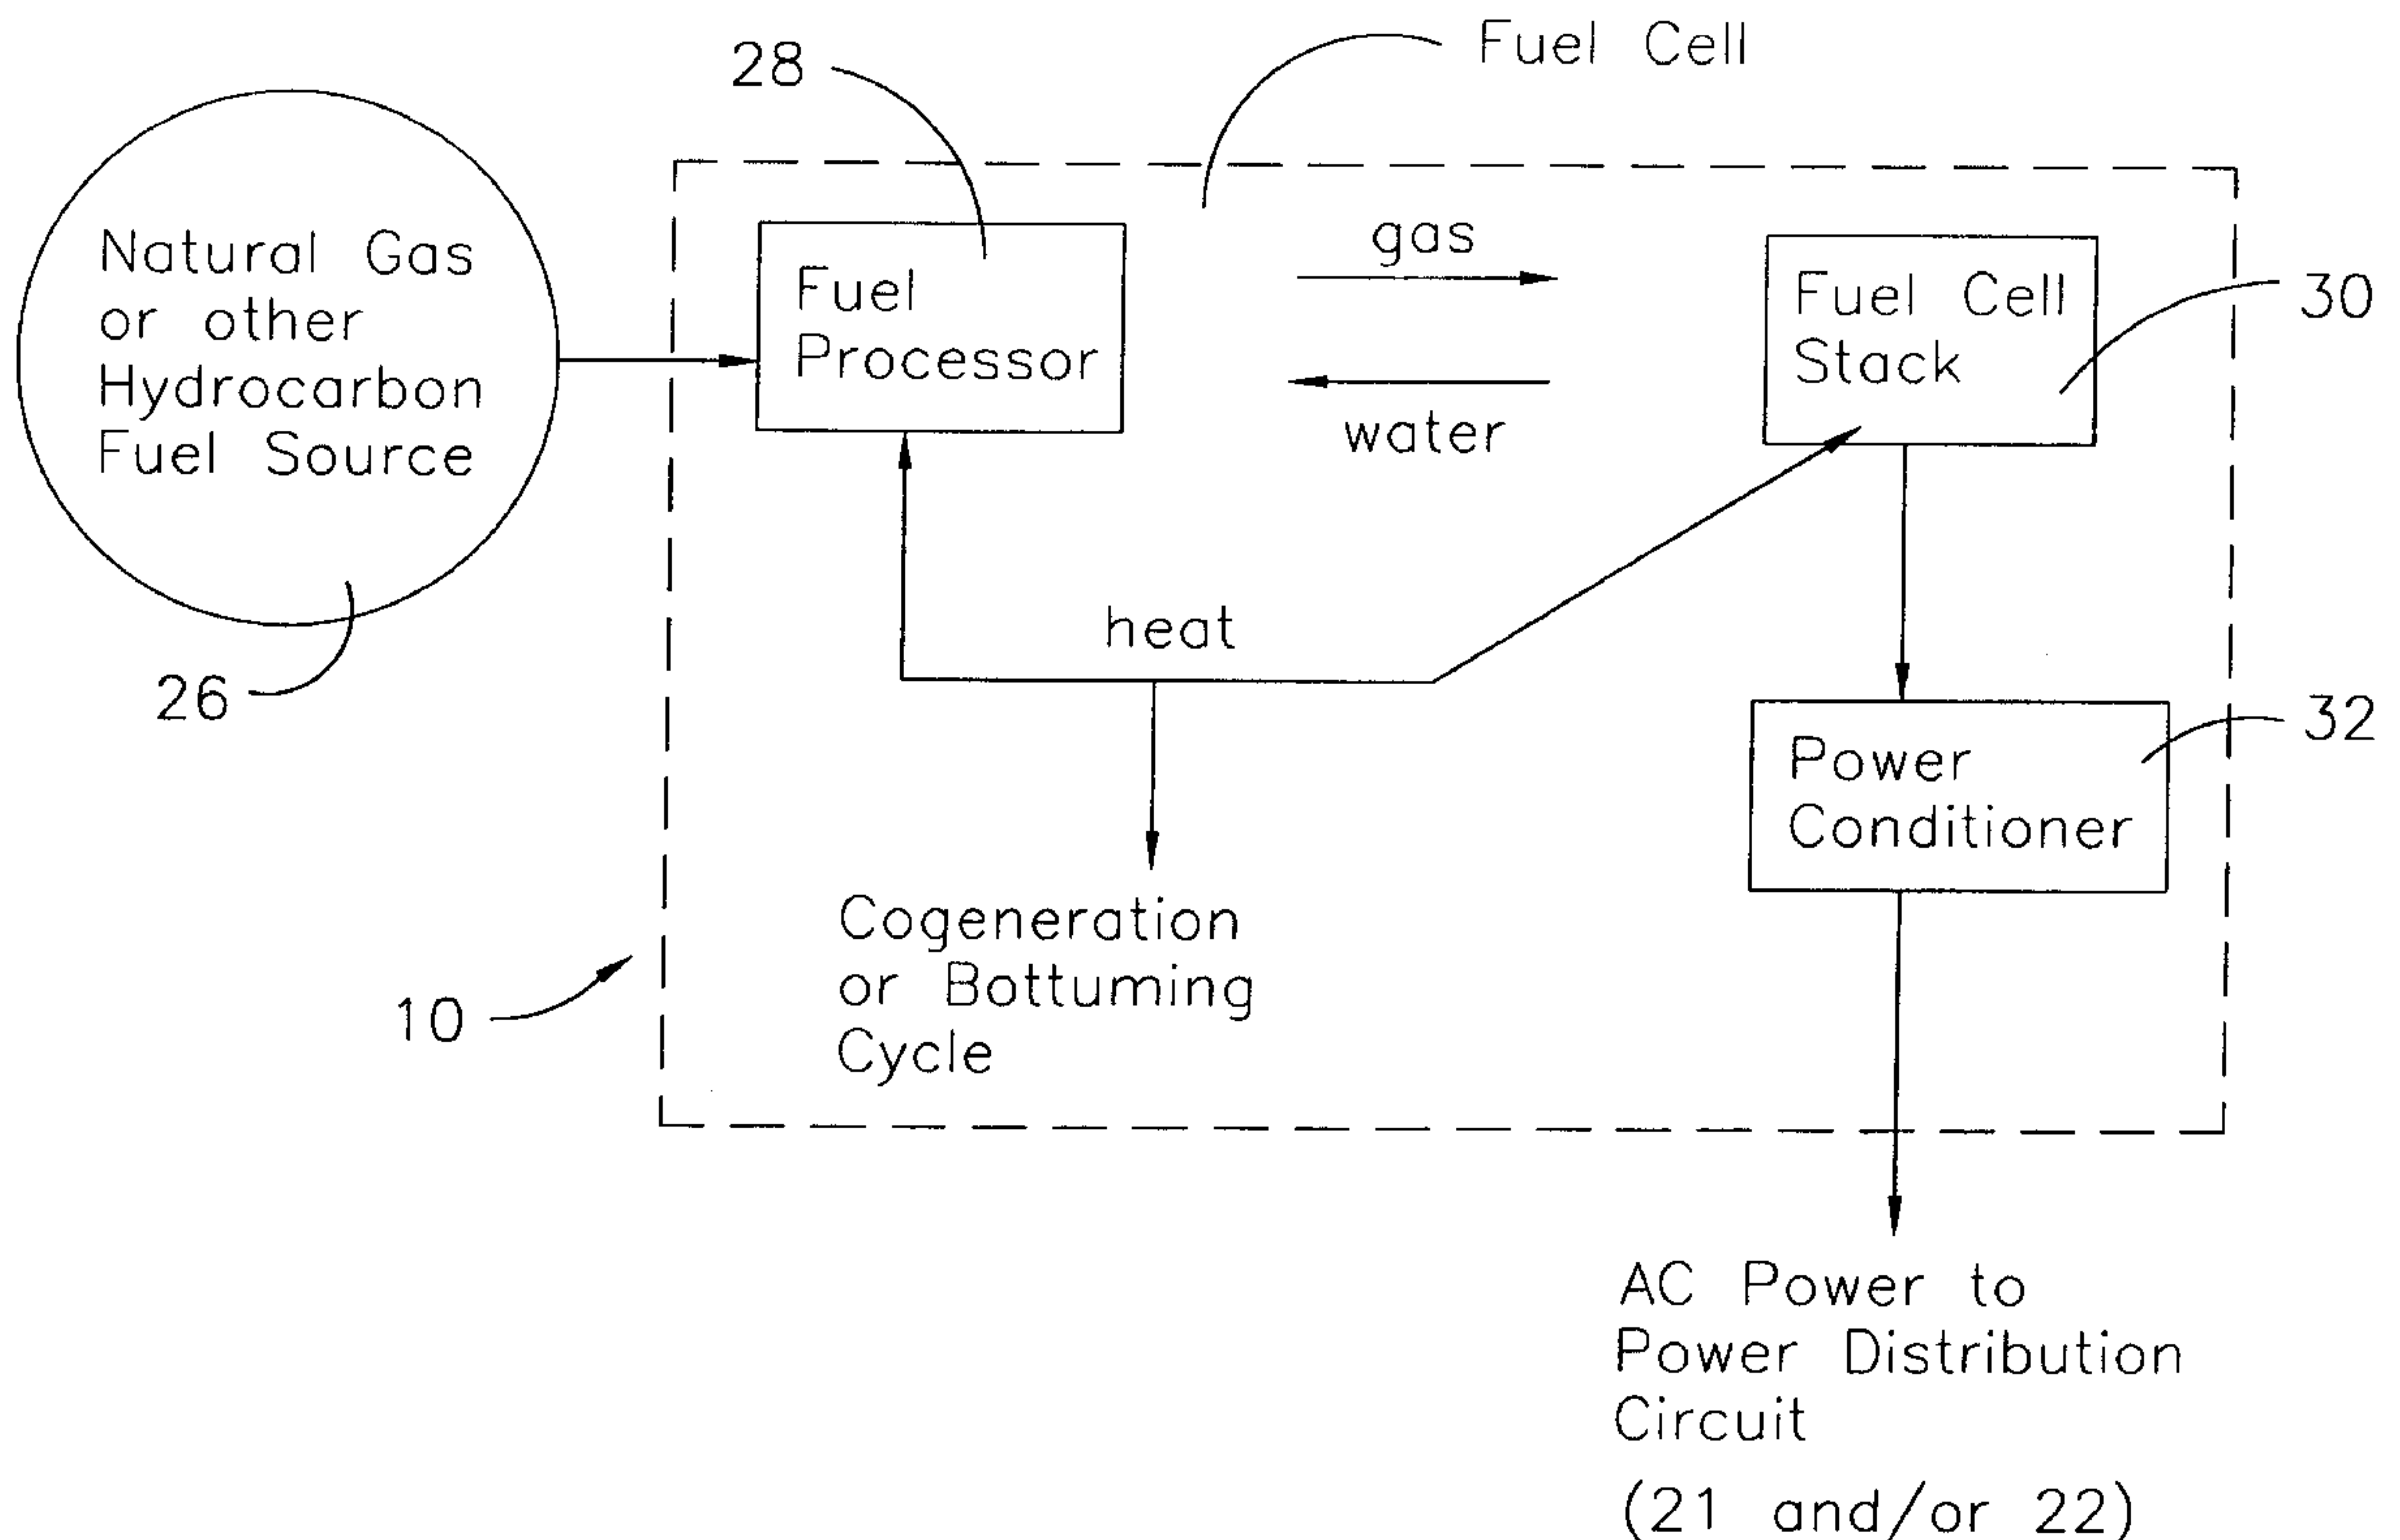 Fuel Cell
28
Natural Gas
or other
Hydrocarbon
Fuel Source
26
Fuel
Processor
gas
water
Fuel Cell
Stack
30
heat
Power
Conditioner
32
Cogeneration
or Bottuming
Cycle
10
AC Power to
Power Distribution
Circuit
(21 and/or 22)